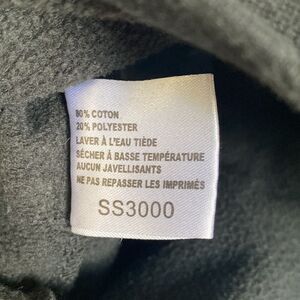 80% COTON
20% POLYESTER
LAVER À L'EAU TIÈDE
SÉCHER À BASSE TEMPÉRATURE
AUCUN JAVELLISANTS
NE PAS REPASSER LES IMPRIMÉS
SS3000